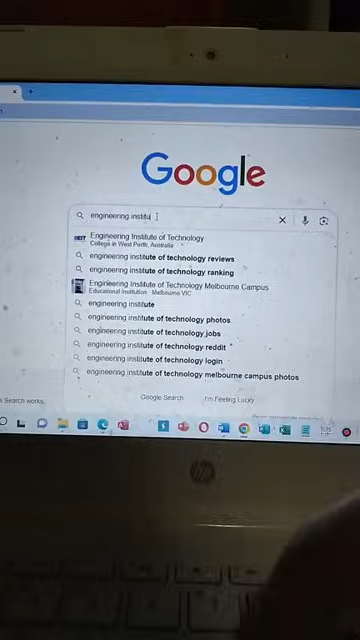 Google
engineering institu
Engineering Institute of Technology
College in West Perth, Australia
engineering institute of technology reviews
engineering institute of technology ranking
Engineering Institute of Technology Melbourne Campus
Educational institution · Melbourne VIC
engineering institute
engineering institute of technology photos
engineering institute of technology jobs
engineering institute of technology reddit
engineering institute of technology login
engineering institute of technology melbourne campus photos
Google Search
I'm Feeling Lucky
Search works.
hp